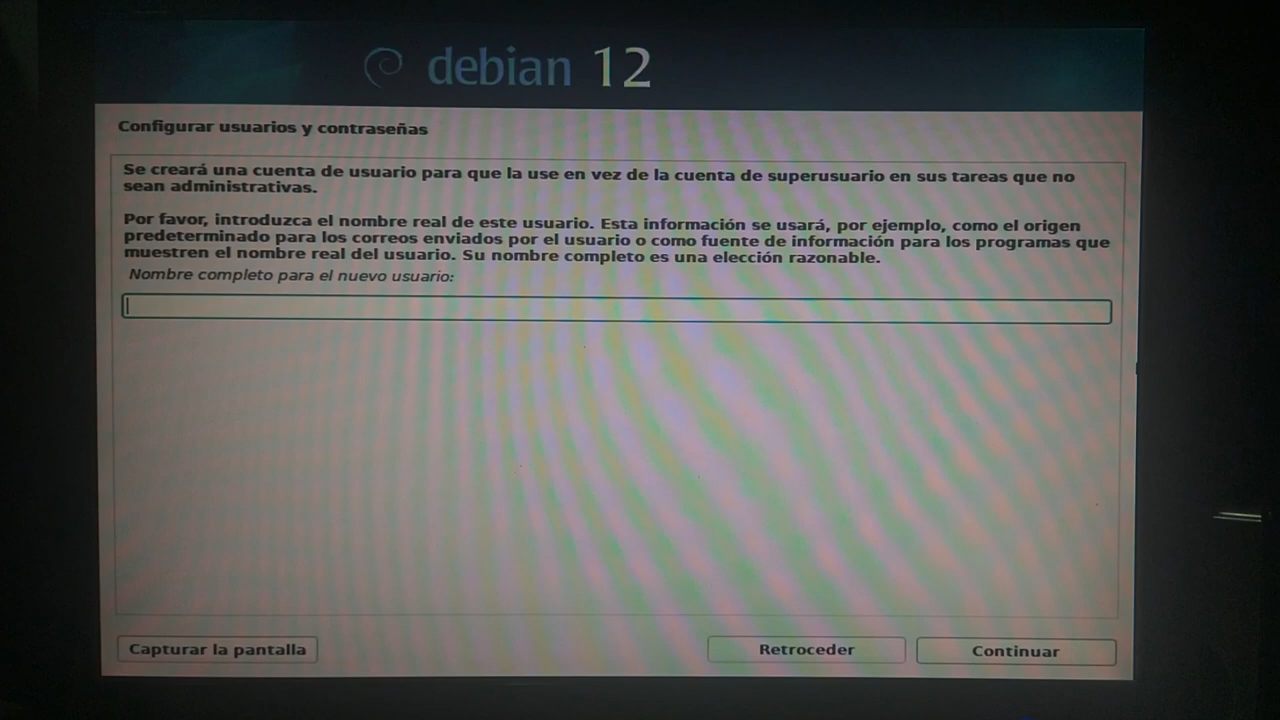 debian 12
Configurar usuarios y contraseñas
Se creará una cuenta de usuario para que la use en vez de la cuenta de superusuario en sus tareas que no
sean administrativas.
Por favor, introduzca el nombre real de este usuario. Esta información se usará, por ejemplo, como el origen
predeterminado para los correos enviados por el usuario o como fuente de información para los programas que
muestren el nombre real del usuario. Su nombre completo es una elección razonable.
Nombre completo para el nuevo usuario:
Capturar la pantalla
Retroceder
Continuar